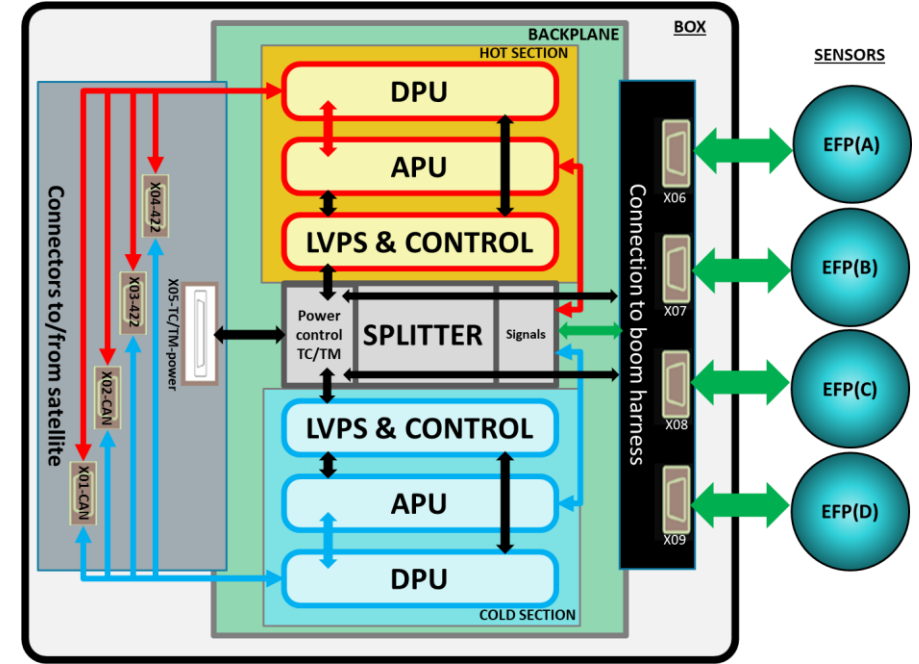 BOX
BACKPLANE
HOT SECTION
SENSORS
DPU
APU
LVPS & CONTROL
Connectors to/from satellite
X04-422
X03-422
X02-CAN
X01-CAN
X05-TC/TM-power
Power
control
TC/TM
SPLITTER
Signals
LVPS & CONTROL
APU
DPU
COLD SECTION
Connection to boom harness
X06
X07
X08
X09
EFP(A)
EFP(B)
EFP(C)
EFP(D)